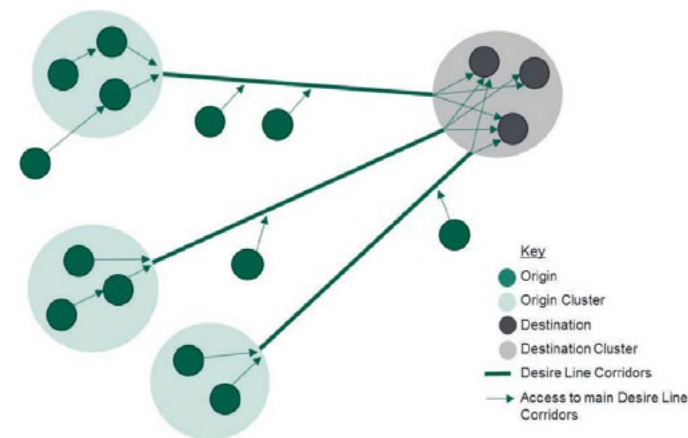 Key
Origin
Origin Cluster
Destination
Destination Cluster
Desire Line Corridors
Access to main Desire Line
Corridors